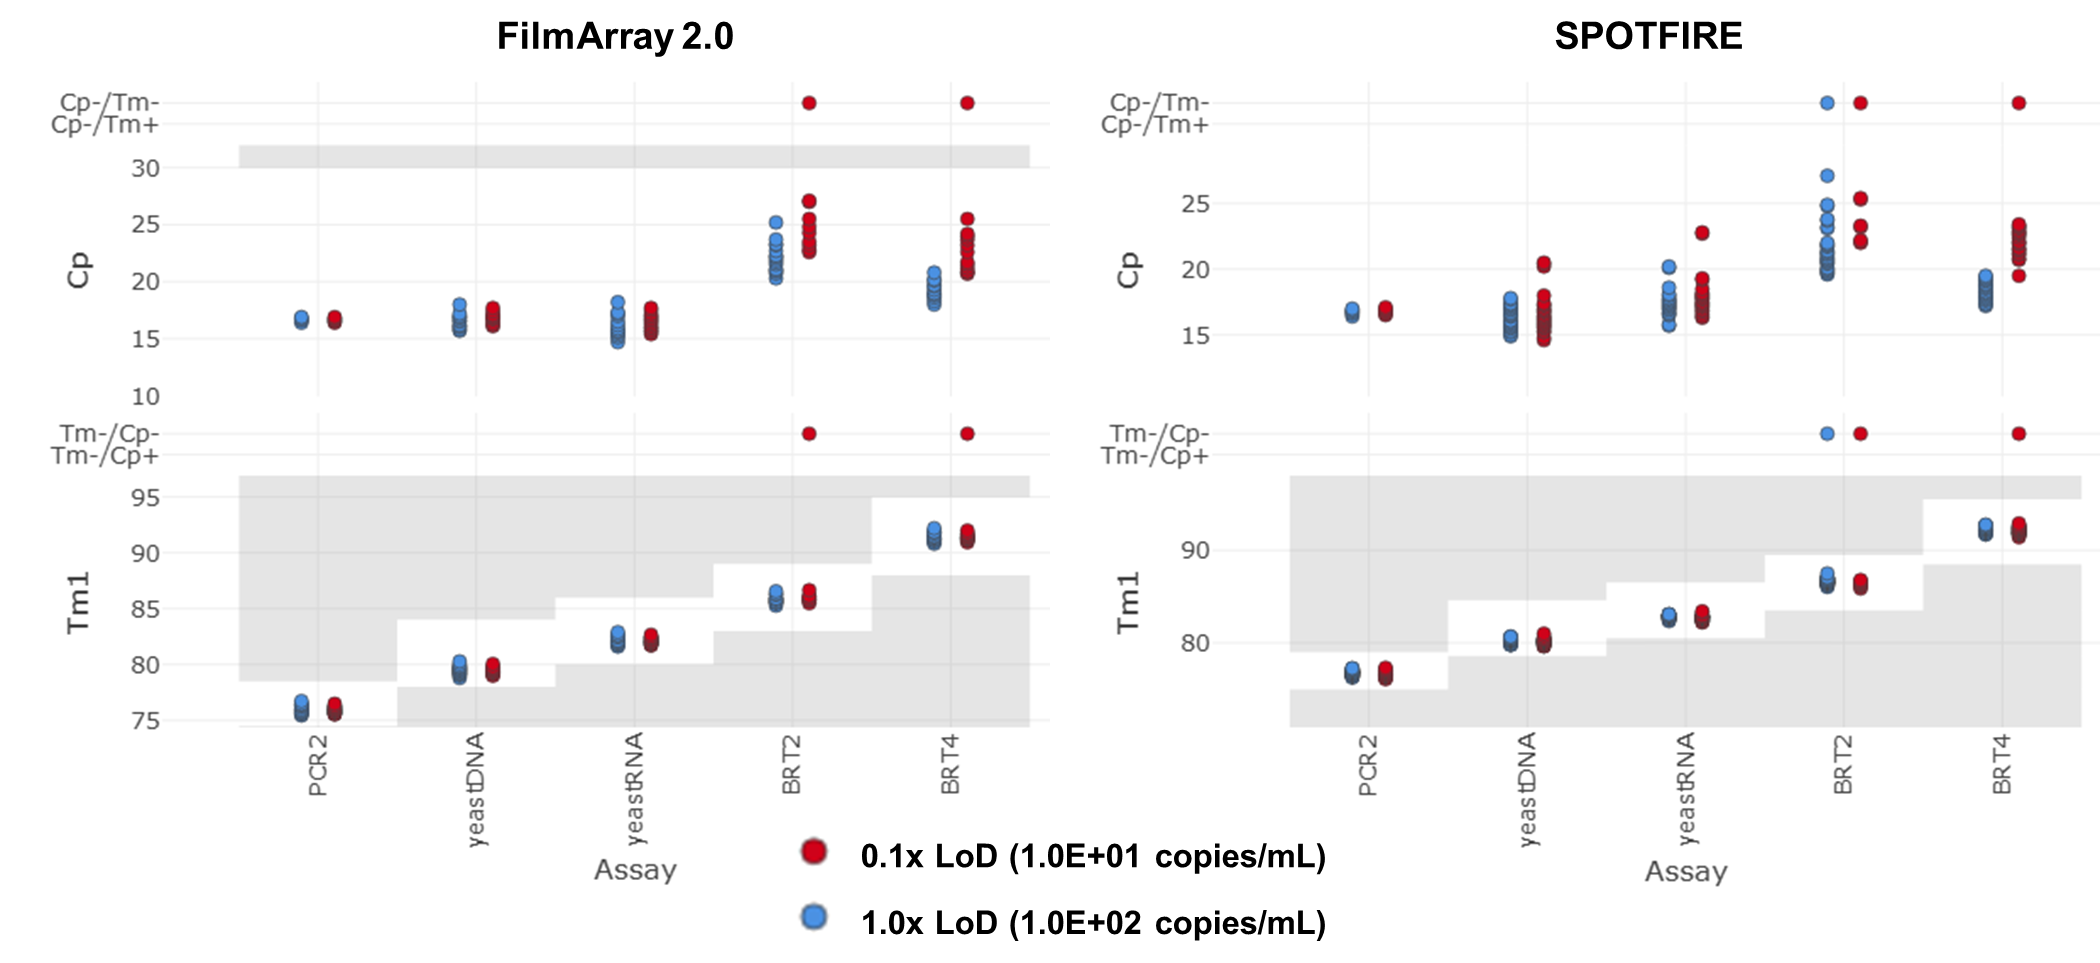 FilmArray 2.0
Cp-/Tm-
Cp-/Tm+
30
25
20
15
10
Cp
Tm-/Cp-
Tm-/Cp+
95
90
85
80
75
Tm1
PCR2
yeastDNA
yeastRNA
BRT2
BRT4
Assay
SPOTFIRE
Cp-/Tm-
Cp-/Tm+
25
20
15
Cp
Tm-/Cp-
Tm-/Cp+
90
80
Tm1
PCR2
yeastDNA
yeastRNA
BRT2
BRT4
Assay
0.1x LoD (1.0E+01 copies/mL)
1.0x LoD (1.0E+02 copies/mL)